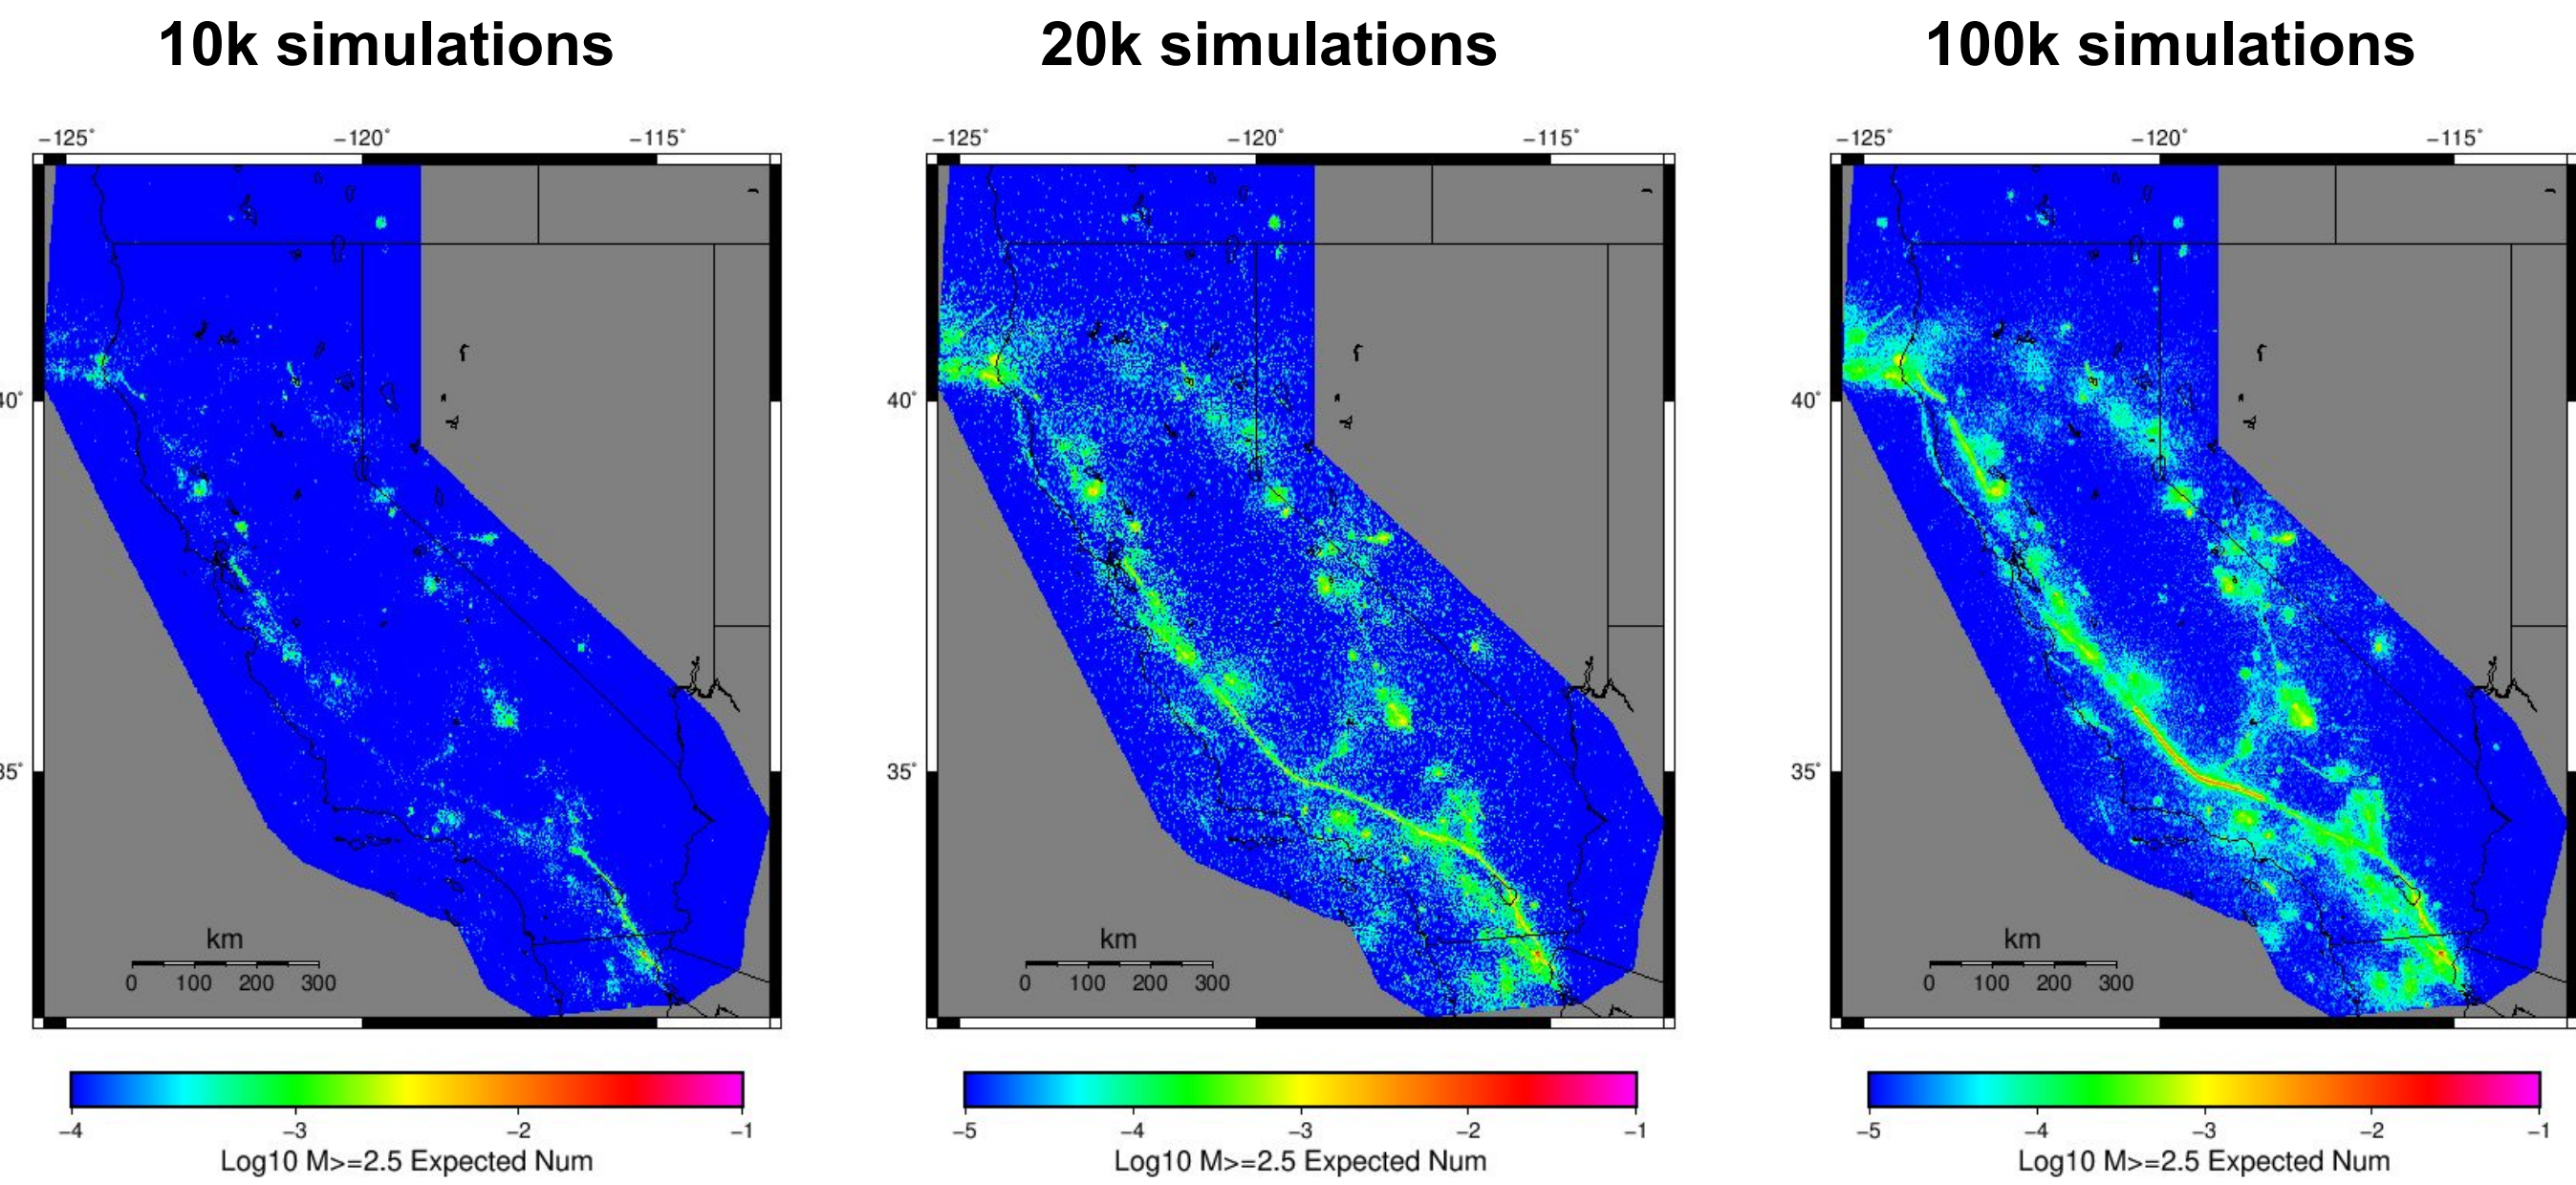 10k simulations 20k simulations 100k simulations
−125° −120° −115° −125° −120° −115° −125° −120° −115°
40° 40° 40°
35° 35° 35°
km km km
0 100 200 300 0 100 200 300 0 100 200 300
−4 −3 −2 −1 −5 −4 −3 −2 −1 −5 −4 −3 −2 −1
Log10 M>=2.5 Expected Num Log10 M>=2.5 Expected Num Log10 M>=2.5 Expected Num